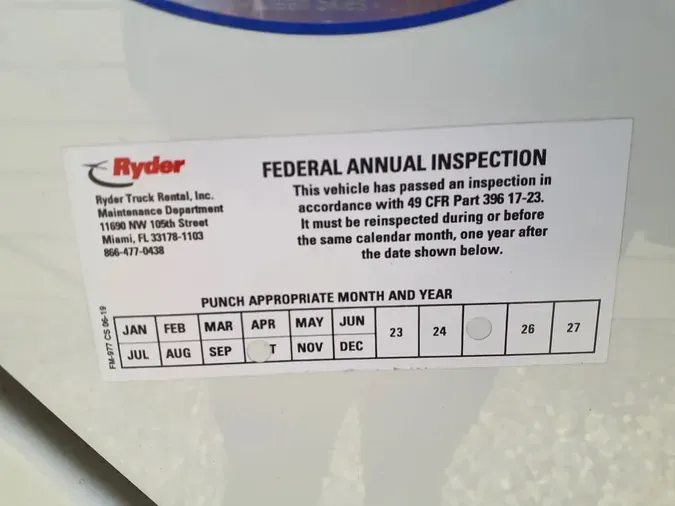 Ryder
Ryder Truck Rental, Inc.
Maintenance Department
11690 NW 105th Street
Miami, FL 33178-1103
866-477-0438
FEDERAL ANNUAL INSPECTION
This vehicle has passed an inspection in
accordance with 49 CFR Part 396 17-23.
It must be reinspected during or before
the same calendar month, one year after
the date shown below.
PUNCH APPROPRIATE MONTH AND YEAR
JAN FEB MAR APR MAY JUN 23 24 26 27
JUL AUG SEP T NOV DEC
FM-977 CS 06-19